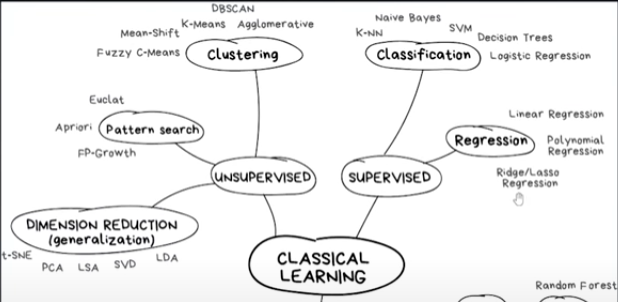 DBSCAN
Naive Bayes
K-Means Agglomerative
SVM
Mean-Shift
K-NN
Decision Trees
Fuzzy C-Means
Clustering
Classification
Logistic Regression
Euclat
Linear Regression
Apriori
Pattern search
Regression
Polynomial
Regression
FP-Growth
Ridge/Lasso
Regression
UNSUPERVISED
SUPERVISED
DIMENSION REDUCTION
(generalization)
t-SNE
PCA
LSA
SVD
LDA
CLASSICAL
LEARNING
Random Forest